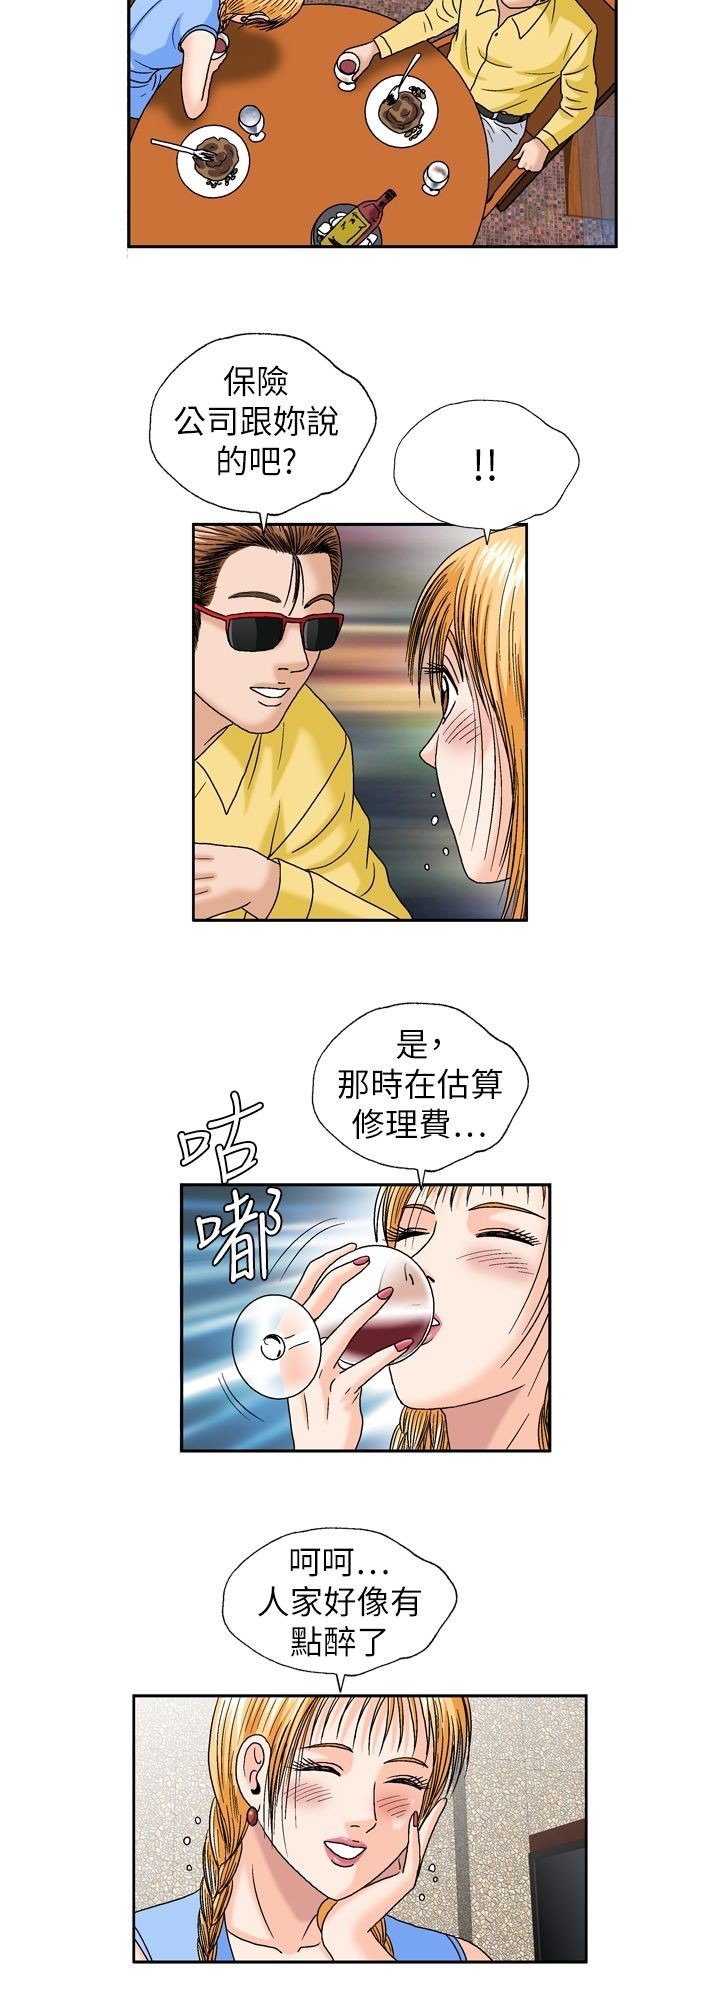 保險
公司跟妳說
的吧?
!!
是，
那時在估算
修理費...
咕
嘟
呵呵...
人家好像有
點醉了